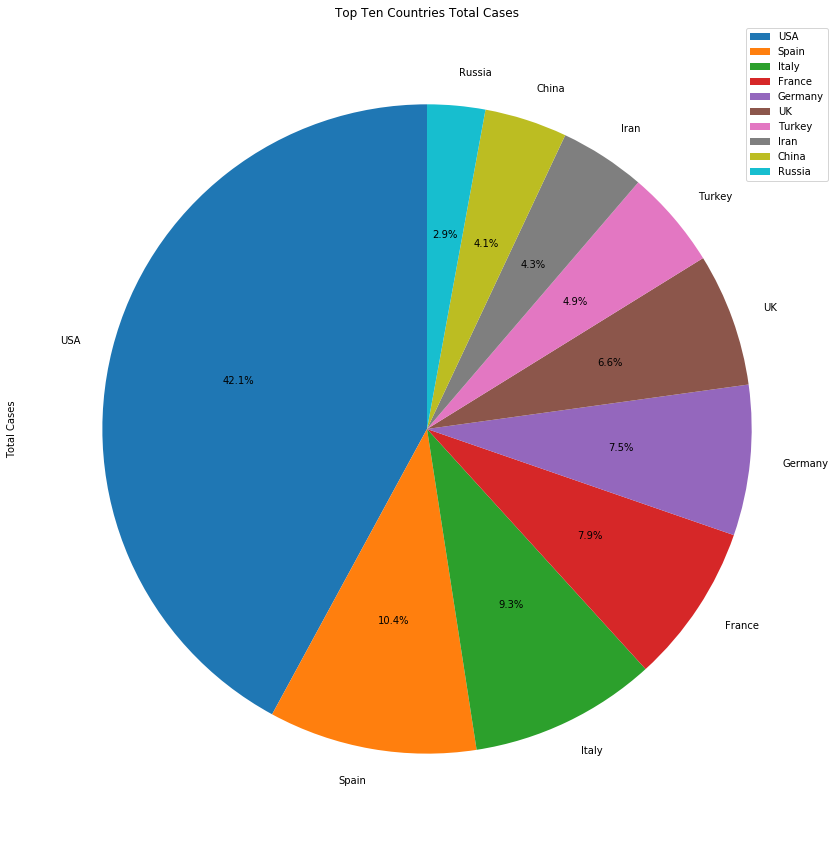 Top Ten Countries Total Cases
USA
Spain
Italy
France
Germany
UK
Turkey
Iran
China
Russia
Russia
China
Iran
Turkey
UK
Germany
France
Italy
Spain
USA
2.9%
4.1%
4.3%
4.9%
6.6%
7.5%
7.9%
9.3%
10.4%
42.1%
Total Cases